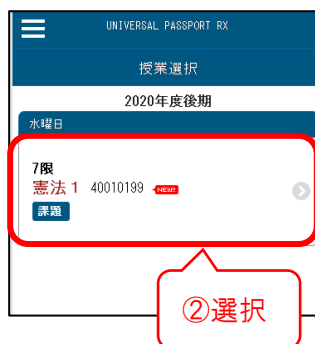 UNIVERSAL PASSPORT RX
授業選択
2020年度後期
水曜日
7限
憲法1 40010199 NEW!
課題
②選択